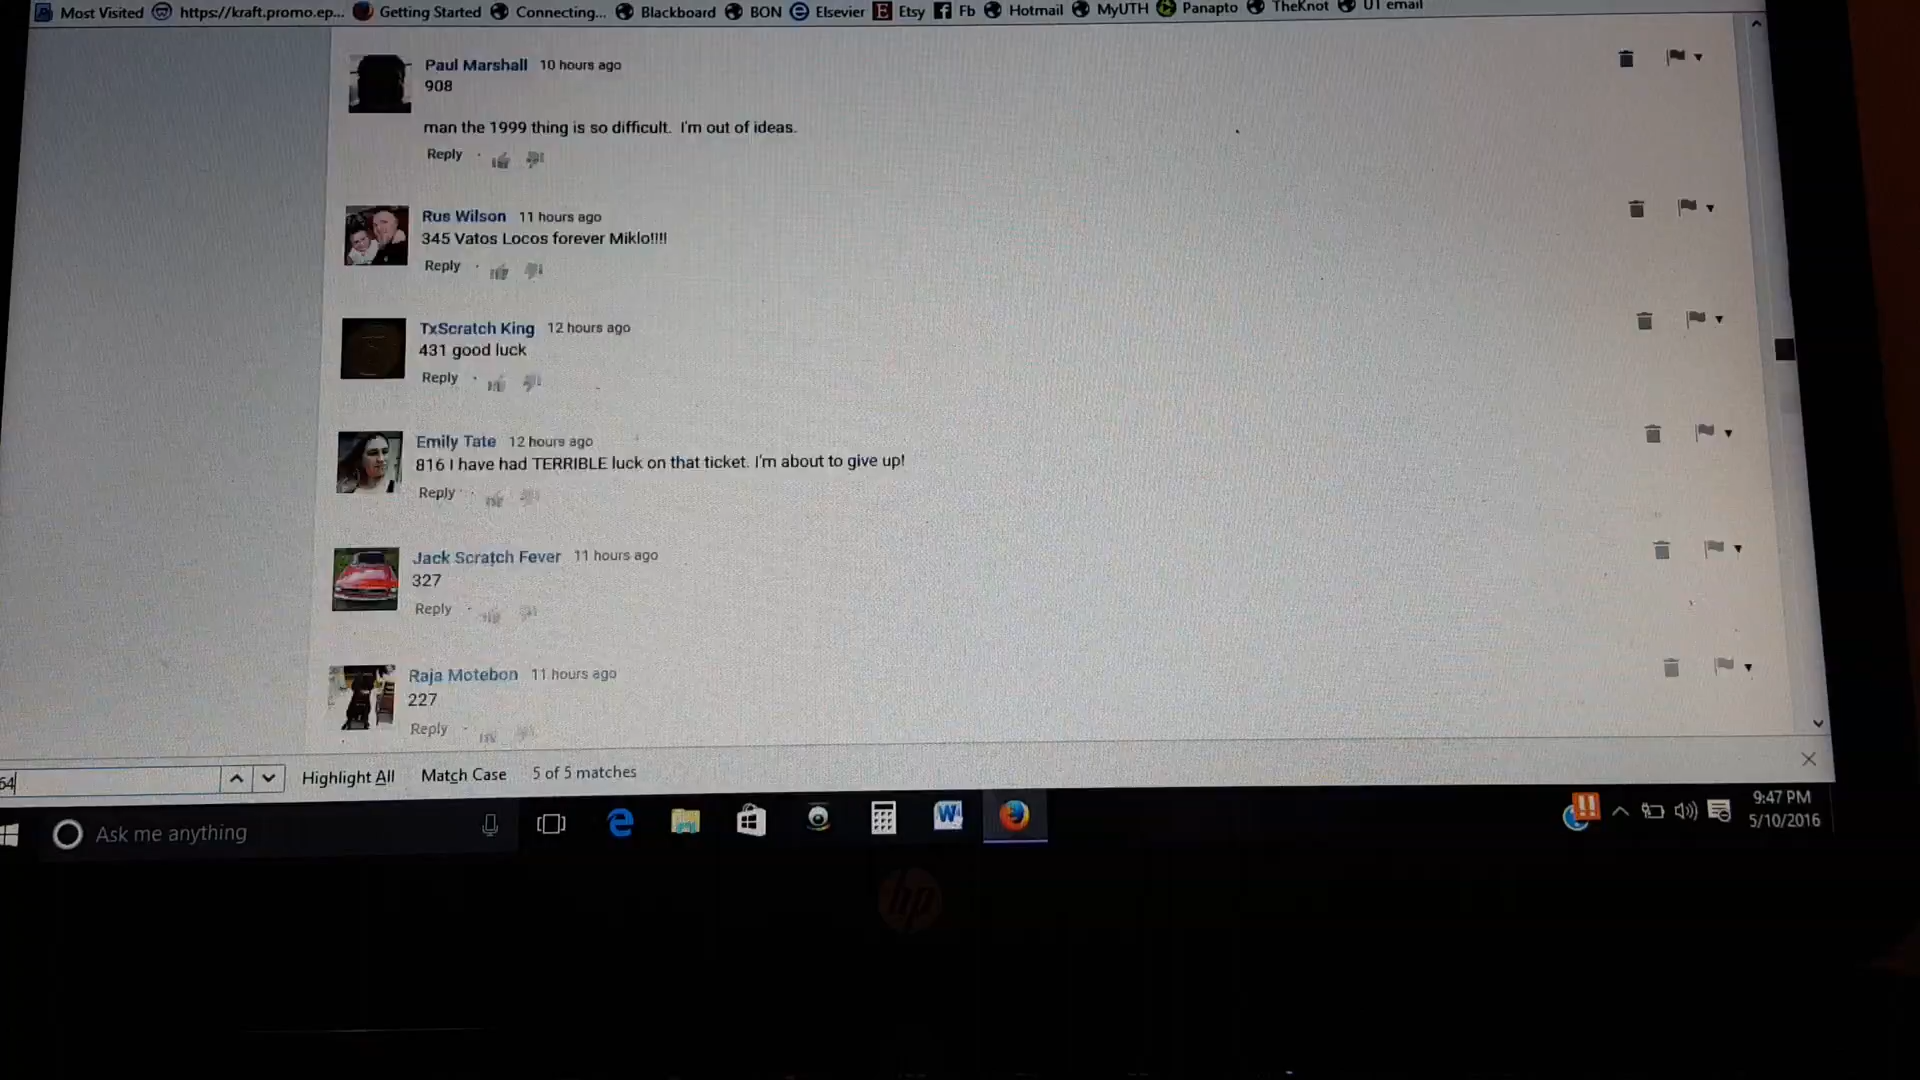 Most Visited https://kraft.promo.ep... Getting Started Connecting... Blackboard BON Elsevier Etsy Fb Hotmail MyUTH Panapto TheKnot UT email
Paul Marshall 10 hours ago
908
man the 1999 thing is so difficult. I'm out of ideas.
Reply
Rus Wilson 11 hours ago
345 Vatos Locos forever Miklo!!!!
Reply
TxScratch King 12 hours ago
431 good luck
Reply
Emily Tate 12 hours ago
816 I have had TERRIBLE luck on that ticket. I'm about to give up!
Reply
Jack Scratch Fever 11 hours ago
327
Reply
Raja Motebon 11 hours ago
227
Reply
64 Highlight All Match Case 5 of 5 matches
Ask me anything
9:47 PM
5/10/2016
hp